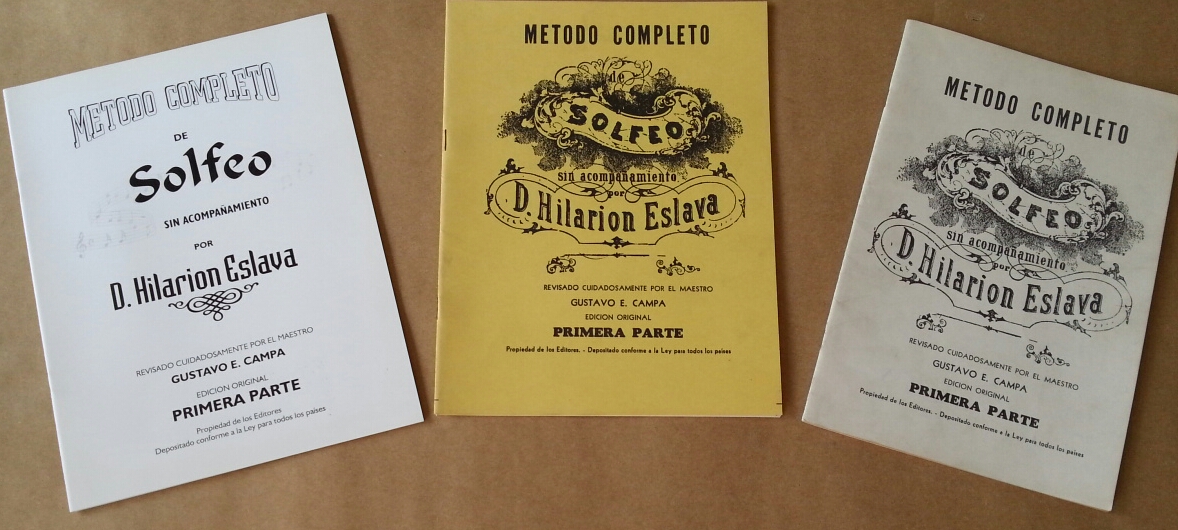 METODO COMPLETO
DE
Solfeo
SIN ACOMPAÑAMIENTO
POR
D. Hilarion Eslava
REVISADO CUIDADOSAMENTE POR EL MAESTRO
GUSTAVO E. CAMPA
EDICION ORIGINAL
PRIMERA PARTE
Propiedad de los Editores
Depositado conforme a la Ley para todos los paises
METODO COMPLETO
de
SOLFEO
sin acompañamiento
por
D. Hilarion Eslava
REVISADO CUIDADOSAMENTE POR EL MAESTRO
GUSTAVO E. CAMPA
EDICION ORIGINAL
PRIMERA PARTE
Propiedad de los Editores. - Depositado conforme a la Ley para todos los países
METODO COMPLETO
de
SOLFEO
sin acompañamiento
por
D. Hilarion Eslava
REVISADO CUIDADOSAMENTE POR EL MAESTRO
GUSTAVO E. CAMPA
EDICION ORIGINAL
PRIMERA PARTE
Propiedad de los Editores. - Depositado conforme a la Ley para todos los países